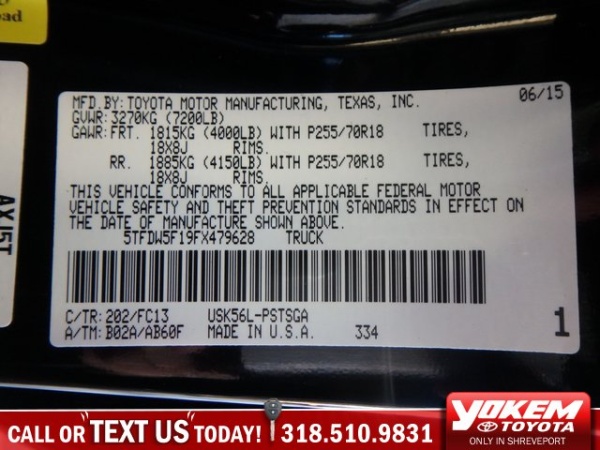 oad
AXJ5T
MFD.BY:TOYOTA MOTOR MANUFACTURING, TEXAS, INC. 06/15
GVWR:3270KG (7200LB)
GAWR:FRT. 1815KG (4000LB) WITH P255/70R18 TIRES,
18X8J RIMS.
RR. 1885KG (4150LB) WITH P255/70R18 TIRES,
18X8J RIMS.
THIS VEHICLE CONFORMS TO ALL APPLICABLE FEDERAL MOTOR
VEHICLE SAFETY AND THEFT PREVENTION STANDARDS IN EFFECT ON
THE DATE OF MANUFACTURE SHOWN ABOVE.
5TFDW5F19FX479628 TRUCK
C/TR:202/FC13 USK56L-PSTSGA
A/TM:B02A/AB60F MADE IN U.S.A. 334 1
CALL OR TEXT US TODAY! 318.510.9831
YOKEM
TOYOTA
ONLY IN SHREVEPORT